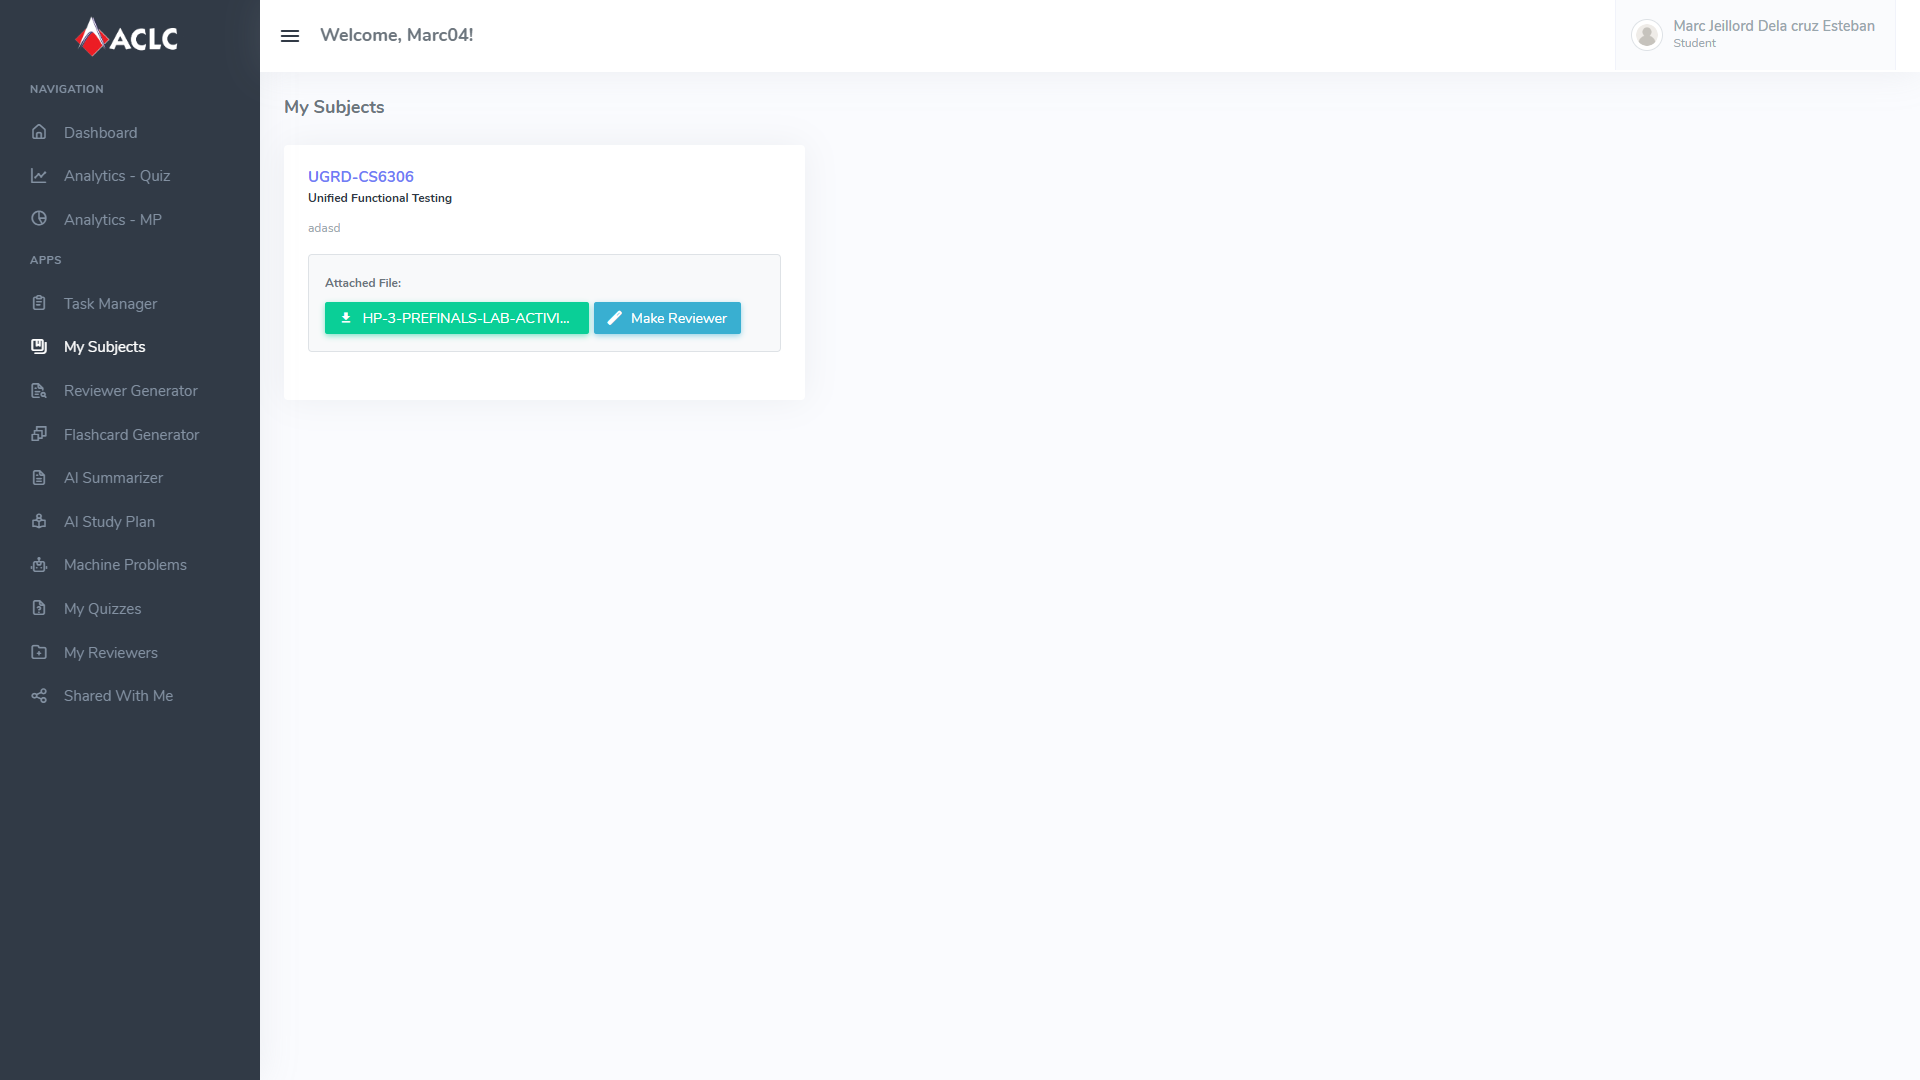 ACLC
NAVIGATION
Dashboard
Analytics - Quiz
Analytics - MP
APPS
Task Manager
My Subjects
Reviewer Generator
Flashcard Generator
AI Summarizer
AI Study Plan
Machine Problems
My Quizzes
My Reviewers
Shared With Me
Welcome, Marc04!
Marc Jeillord Dela cruz Esteban
Student
My Subjects
UGRD-CS6306
Unified Functional Testing
adasd
Attached File:
HP-3-PREFINALS-LAB-ACTIVI...
Make Reviewer